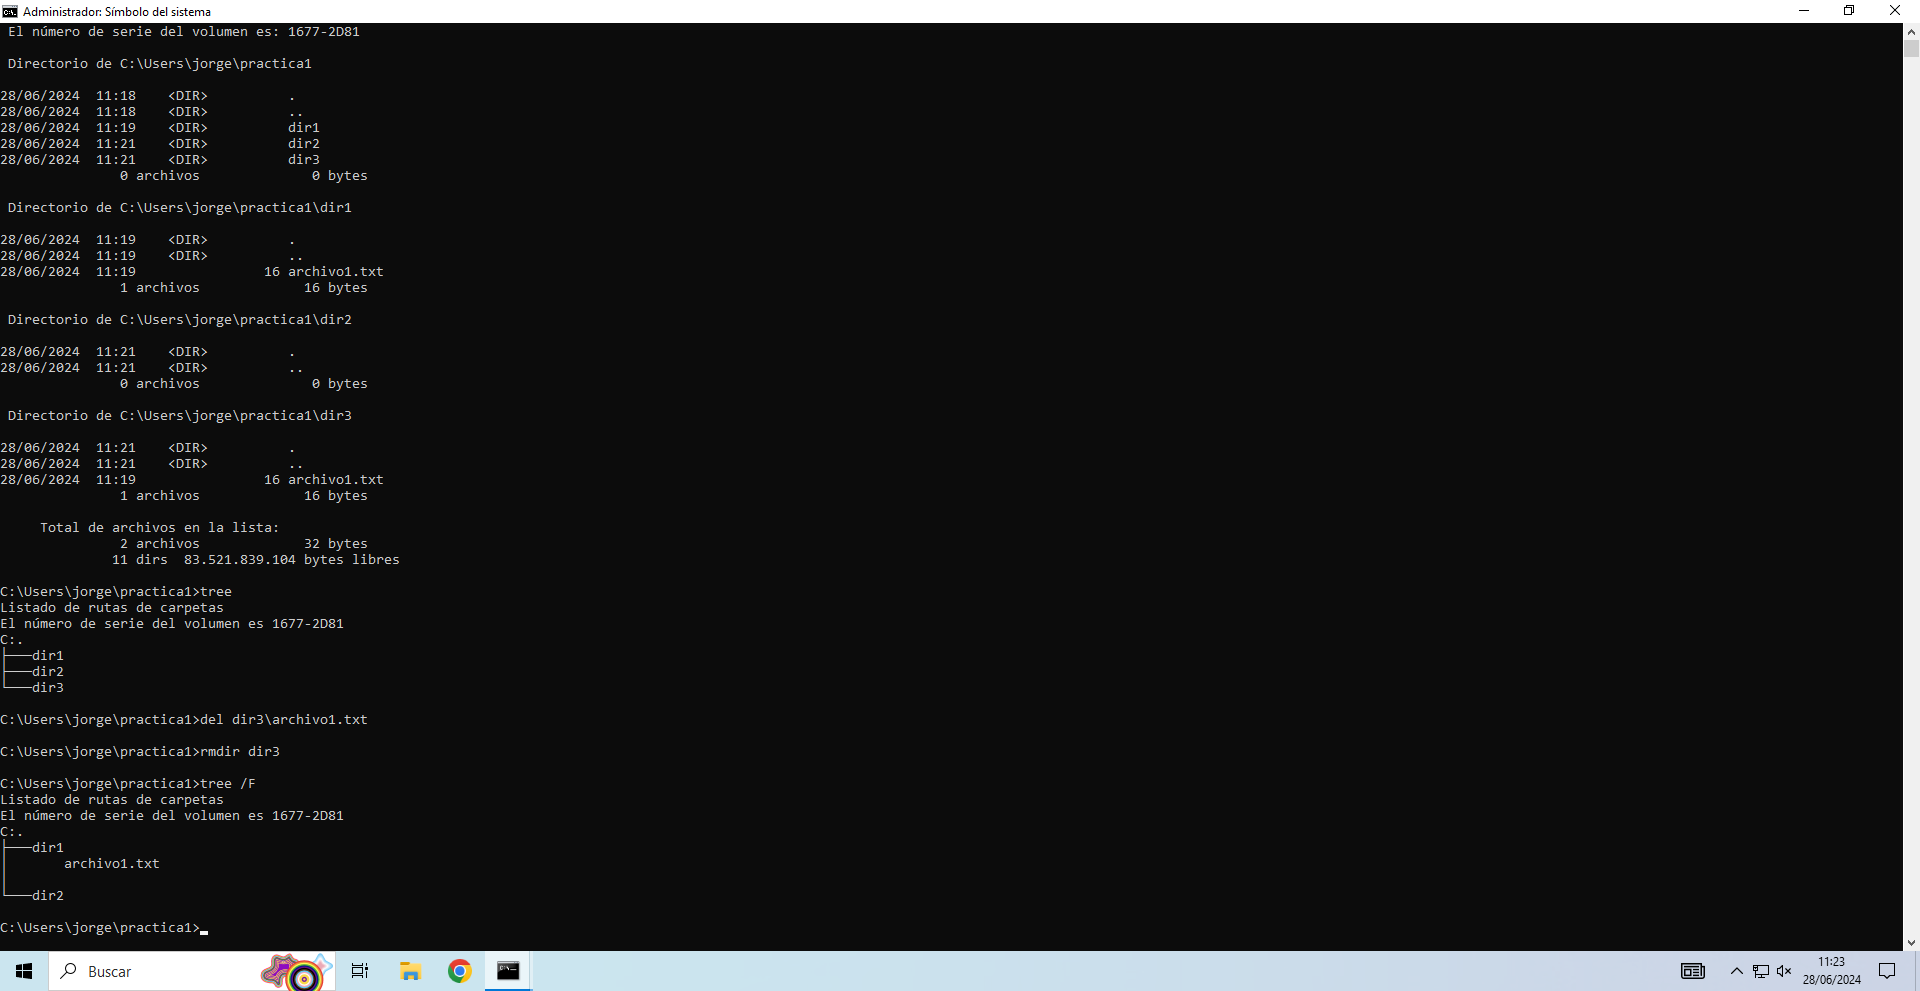 Administrador: Símbolo del sistema
 El número de serie del volumen es: 1677-2D81

 Directorio de C:\Users\jorge\practica1

28/06/2024  11:18    <DIR>          .
28/06/2024  11:18    <DIR>          ..
28/06/2024  11:19    <DIR>          dir1
28/06/2024  11:21    <DIR>          dir2
28/06/2024  11:21    <DIR>          dir3
               0 archivos              0 bytes

 Directorio de C:\Users\jorge\practica1\dir1

28/06/2024  11:19    <DIR>          .
28/06/2024  11:19    <DIR>          ..
28/06/2024  11:19                16 archivo1.txt
               1 archivos             16 bytes

 Directorio de C:\Users\jorge\practica1\dir2

28/06/2024  11:21    <DIR>          .
28/06/2024  11:21    <DIR>          ..
               0 archivos              0 bytes

 Directorio de C:\Users\jorge\practica1\dir3

28/06/2024  11:21    <DIR>          .
28/06/2024  11:21    <DIR>          ..
28/06/2024  11:19                16 archivo1.txt
               1 archivos             16 bytes

     Total de archivos en la lista:
               2 archivos             32 bytes
              11 dirs  83.521.839.104 bytes libres

C:\Users\jorge\practica1>tree
Listado de rutas de carpetas
El número de serie del volumen es 1677-2D81
C:.
├───dir1
├───dir2
└───dir3

C:\Users\jorge\practica1>del dir3\archivo1.txt

C:\Users\jorge\practica1>rmdir dir3

C:\Users\jorge\practica1>tree /F
Listado de rutas de carpetas
El número de serie del volumen es 1677-2D81
C:.
├───dir1
│       archivo1.txt
│
└───dir2

C:\Users\jorge\practica1>
Buscar
11:23
28/06/2024